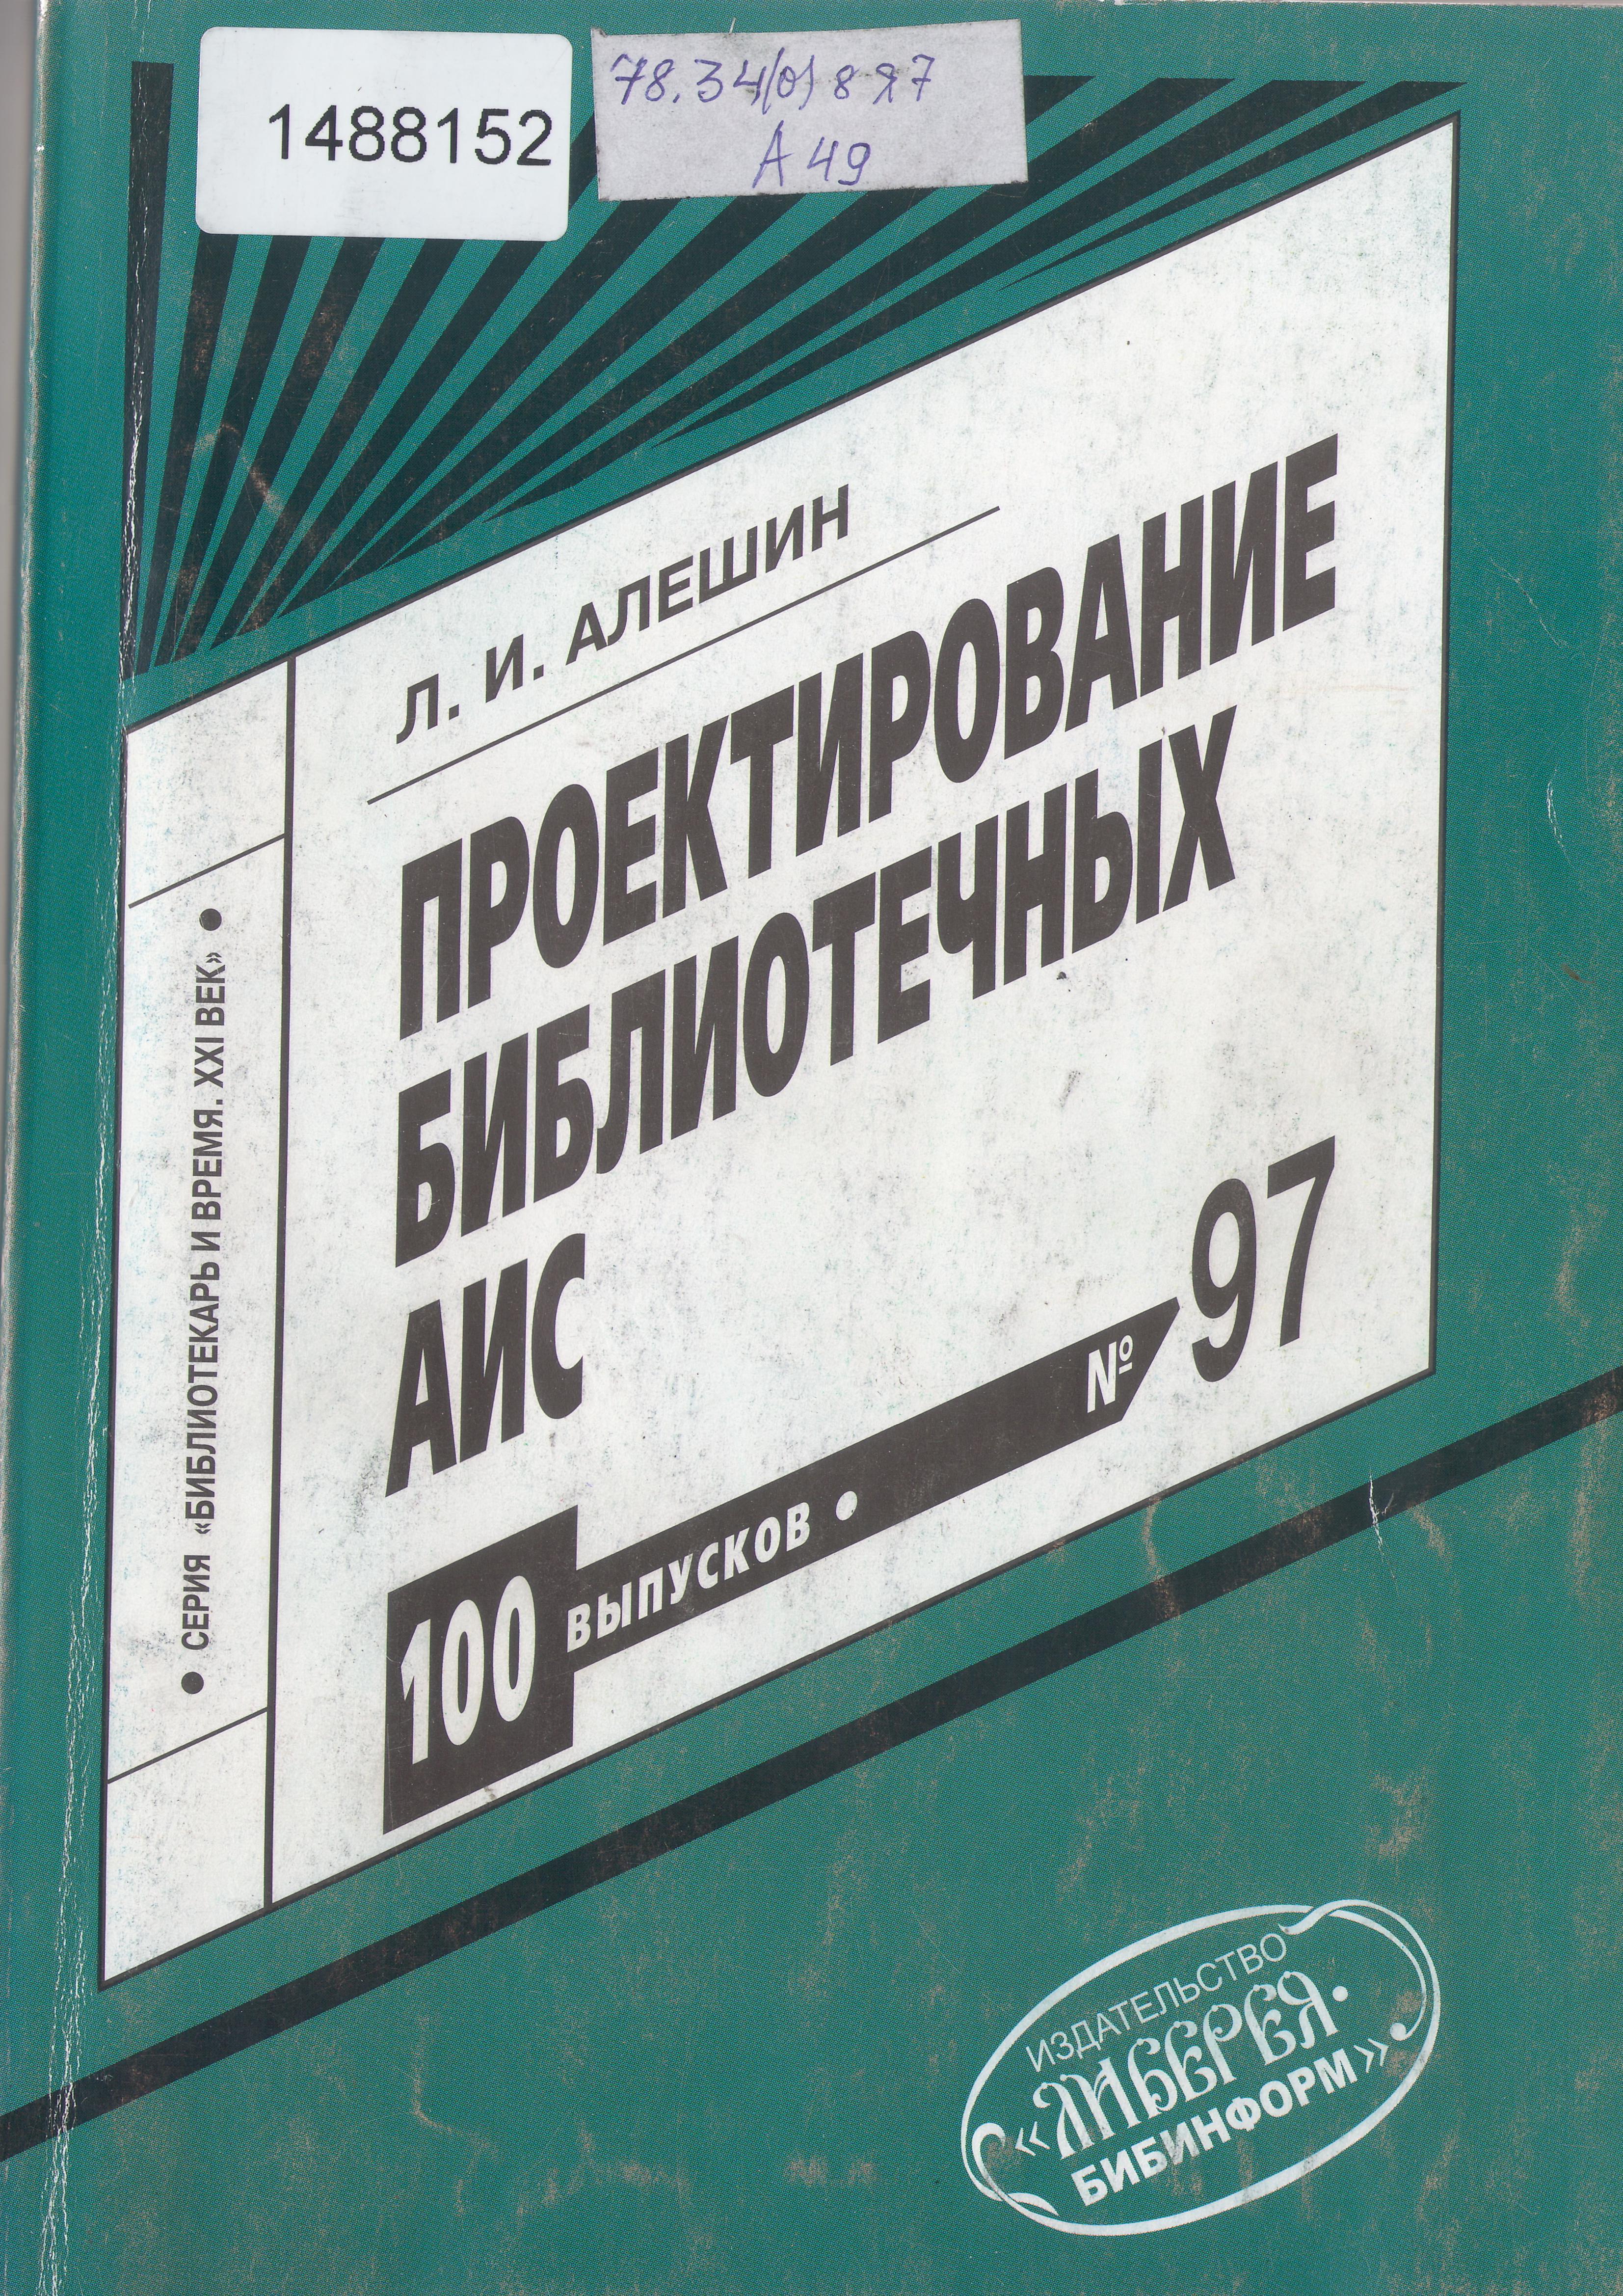 1488152
78.34(0)8я7
А49
Л. И. АЛЕШИН
ПРОЕКТИРОВАНИЕ
БИБЛИОТЕЧНЫХ
АИС
• СЕРИЯ «БИБЛИОТЕКАРЬ И ВРЕМЯ. XXI ВЕК» •
100 ВЫПУСКОВ • № 97
ИЗДАТЕЛЬСТВО
«ЛИБЕРЕЯ-
БИБИНФОРМ»